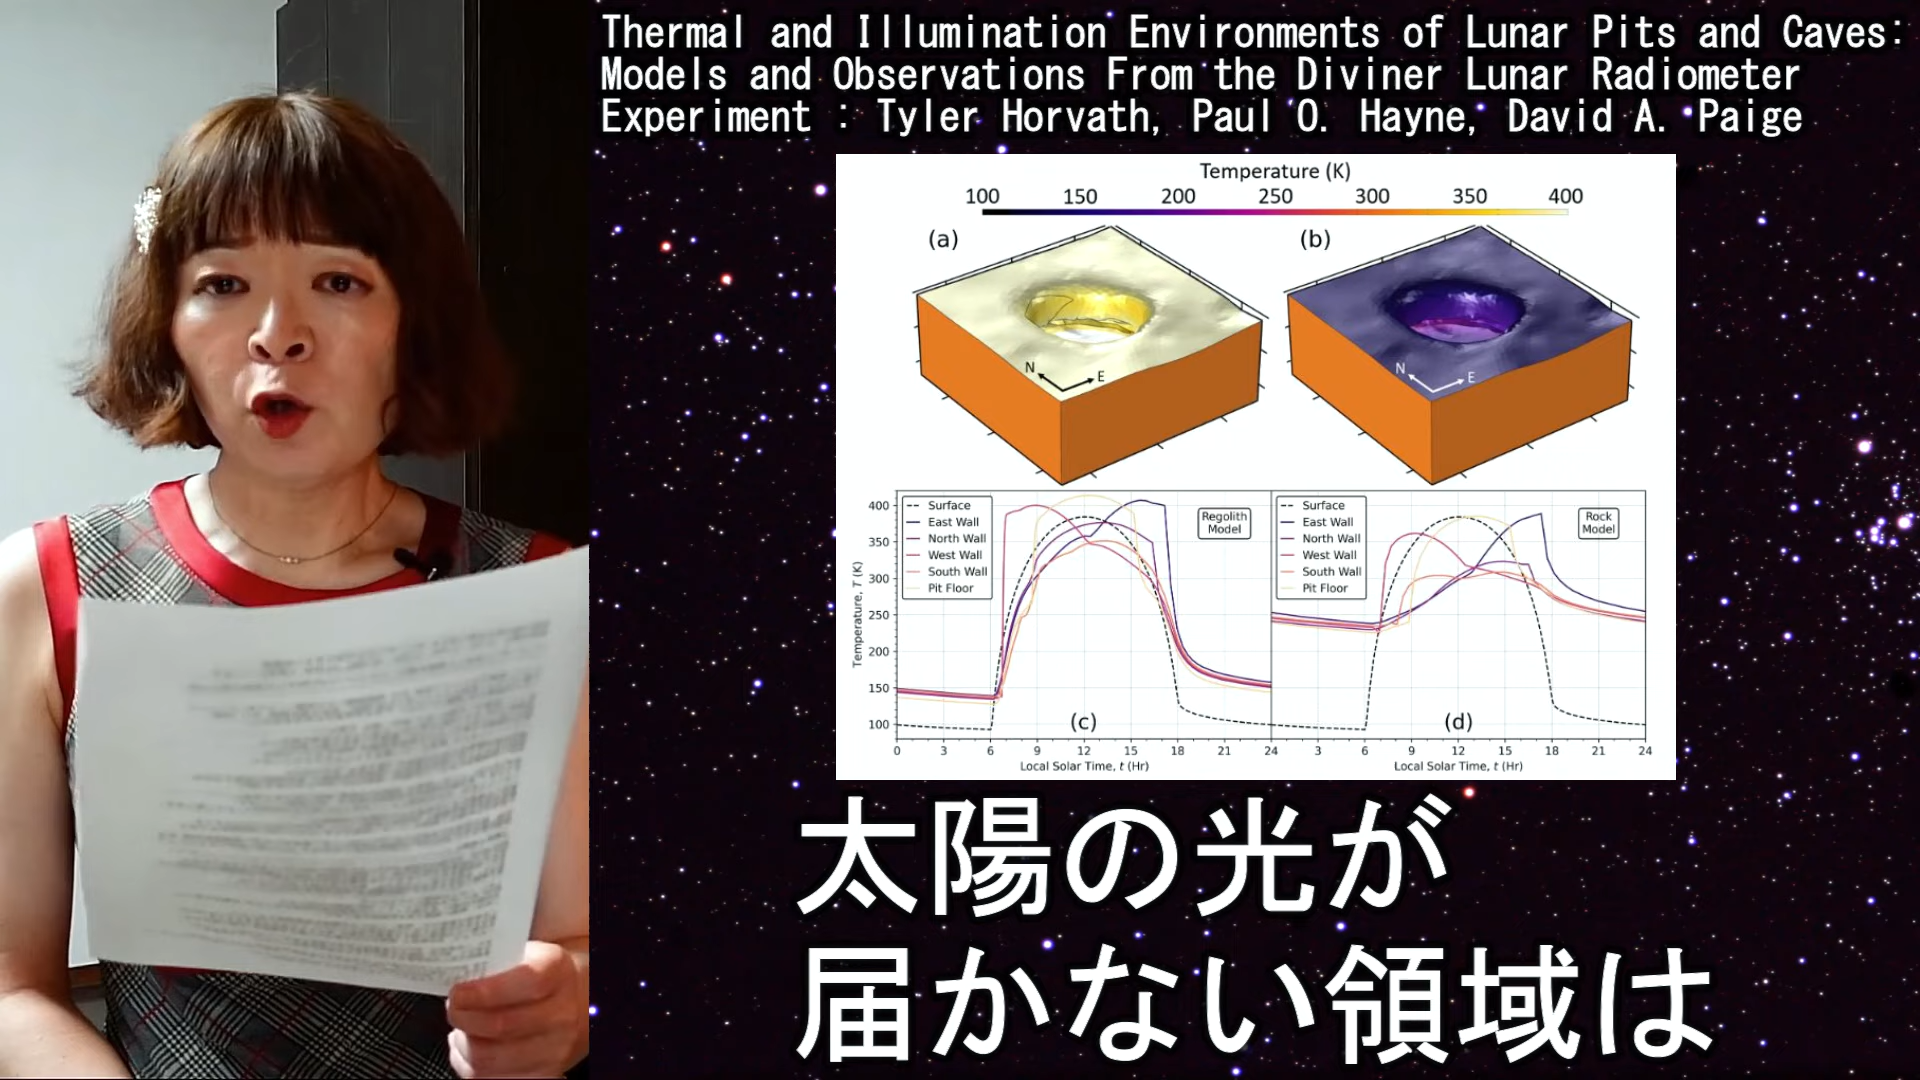 Thermal and Illumination Environments of Lunar Pits and Caves:
Models and Observations From the Diviner Lunar Radiometer
Experiment : Tyler Horvath, Paul O. Hayne, David A. Paige
Temperature (K)
100 150 200 250 300 350 400
(a)
(b)
N E
N E
400
350
300
250
200
150
100
Temperature, T (K)
Surface
East Wall
North Wall
West Wall
South Wall
Pit Floor
Regolith
Model
(c)
Surface
East Wall
North Wall
West Wall
South Wall
Pit Floor
Rock
Model
(d)
0 3 6 9 12 15 18 21 24 3 6 9 12 15 18 21 24
Local Solar Time, t (Hr)
Local Solar Time, t (Hr)
太陽の光が
届かない領域は